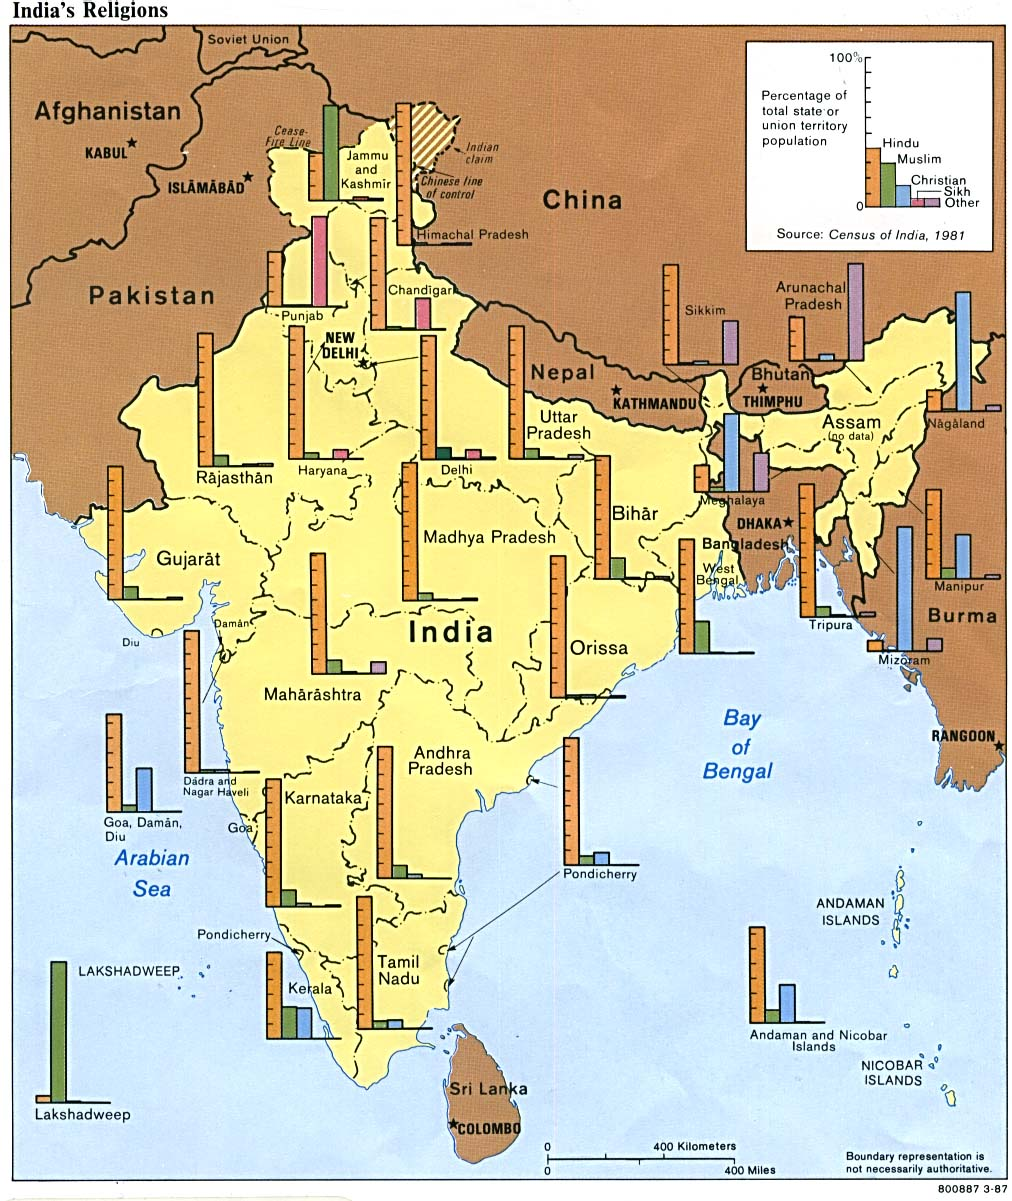 India's Religions
Soviet Union
Afghanistan
KABUL
Cease-
Fire Line
Jammu
and
Kashmīr
Indian
claim
Chinese line
of control
ISLĀMĀBĀD
China
100%
Percentage of
total state or
union territory
population
Hindu
Muslim
Christian
Sikh
Other
0
Source: Census of India, 1981
Himachal Pradesh
Pakistan
Punjab
Chandīgarh
NEW
DELHI
Sikkim
Arunachal
Pradesh
Nepal
KATHMANDU
Bhutan
THIMPHU
Assam
(no data)
Nāgāland
Uttar
Pradesh
Rājasthān
Haryana
Delhi
Meghalaya
Gujarāt
Madhya Pradesh
Bihār
DHAKA
Bangladesh
West
Bengal
Manipur
Tripura
Burma
Mizoram
Diu
Damān
India
Orissa
Mahārāshtra
Bay
of
Bengal
RANGOON
Andhra
Pradesh
Dādra and
Nagar Haveli
Karnataka
Goa, Damān,
Diu
Goa
Arabian
Sea
Pondicherry
ANDAMAN
ISLANDS
Pondicherry
LAKSHADWEEP
Tamil
Nadu
Kerala
Andaman and Nicobar
Islands
NICOBAR
ISLANDS
Lakshadweep
Sri Lanka
COLOMBO
0 400 Kilometers
0 400 Miles
Boundary representation is
not necessarily authoritative.
800887 3-87